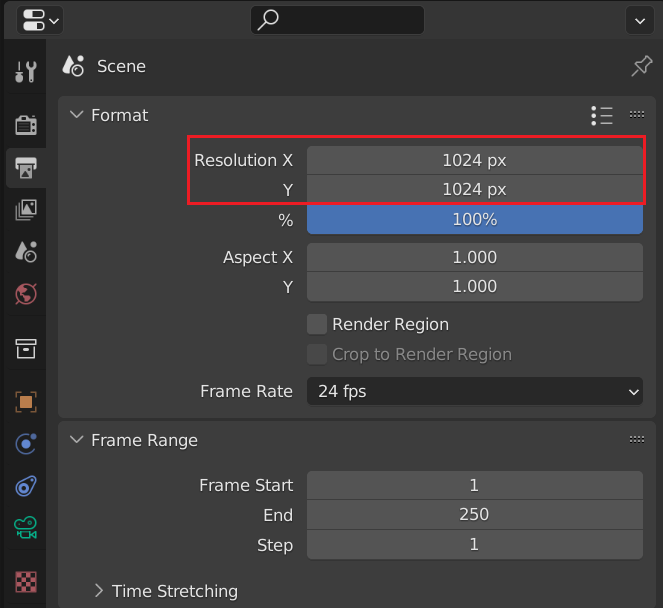 Scene
Format
Resolution X 1024 px
Y 1024 px
% 100%
Aspect X 1.000
Y 1.000
Render Region
Crop to Render Region
Frame Rate 24 fps
Frame Range
Frame Start 1
End 250
Step 1
Time Stretching